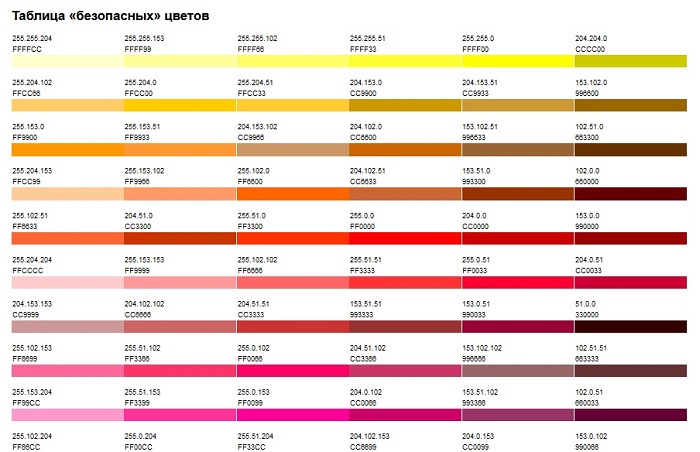 Таблица «безопасных» цветов
255.255.204 255.255.153 255.255.102 255.255.51 255.255.0 204.204.0
FFFFCC FFFF99 FFFF66 FFFF33 FFFF00 CCCC00
255.204.102 255.204.0 255.204.51 204.153.0 204.153.51 153.102.0
FFCC66 FFCC00 FFCC33 CC9900 CC9933 996600
255.153.0 255.153.51 204.153.102 204.102.0 153.102.51 102.51.0
FF9900 FF9933 CC9966 CC6600 996633 663300
255.204.153 255.153.102 255.102.0 204.102.51 153.51.0 102.0.0
FFCC99 FF9966 FF6600 CC6633 993300 660000
255.102.51 204.51.0 255.51.0 255.0.0 204.0.0 153.0.0
FF6633 CC3300 FF3300 FF0000 CC0000 990000
255.204.204 255.153.153 255.102.102 255.51.51 255.0.51 204.0.51
FFCCCC FF9999 FF6666 FF3333 FF0033 CC0033
204.153.153 204.102.102 204.51.51 153.51.51 153.0.51 51.0.0
CC9999 CC6666 CC3333 993333 990033 330000
255.102.153 255.51.102 255.0.102 204.51.102 153.102.102 102.51.51
FF6699 FF3366 FF0066 CC3366 996666 663333
255.153.204 255.51.153 255.0.153 204.0.102 153.51.102 102.0.51
FF99CC FF3399 FF0099 CC0066 993366 660033
255.102.204 255.0.204 255.51.204 204.102.153 204.0.153 153.0.102
FF66CC FF00CC FF33CC CC6699 CC0099 990066